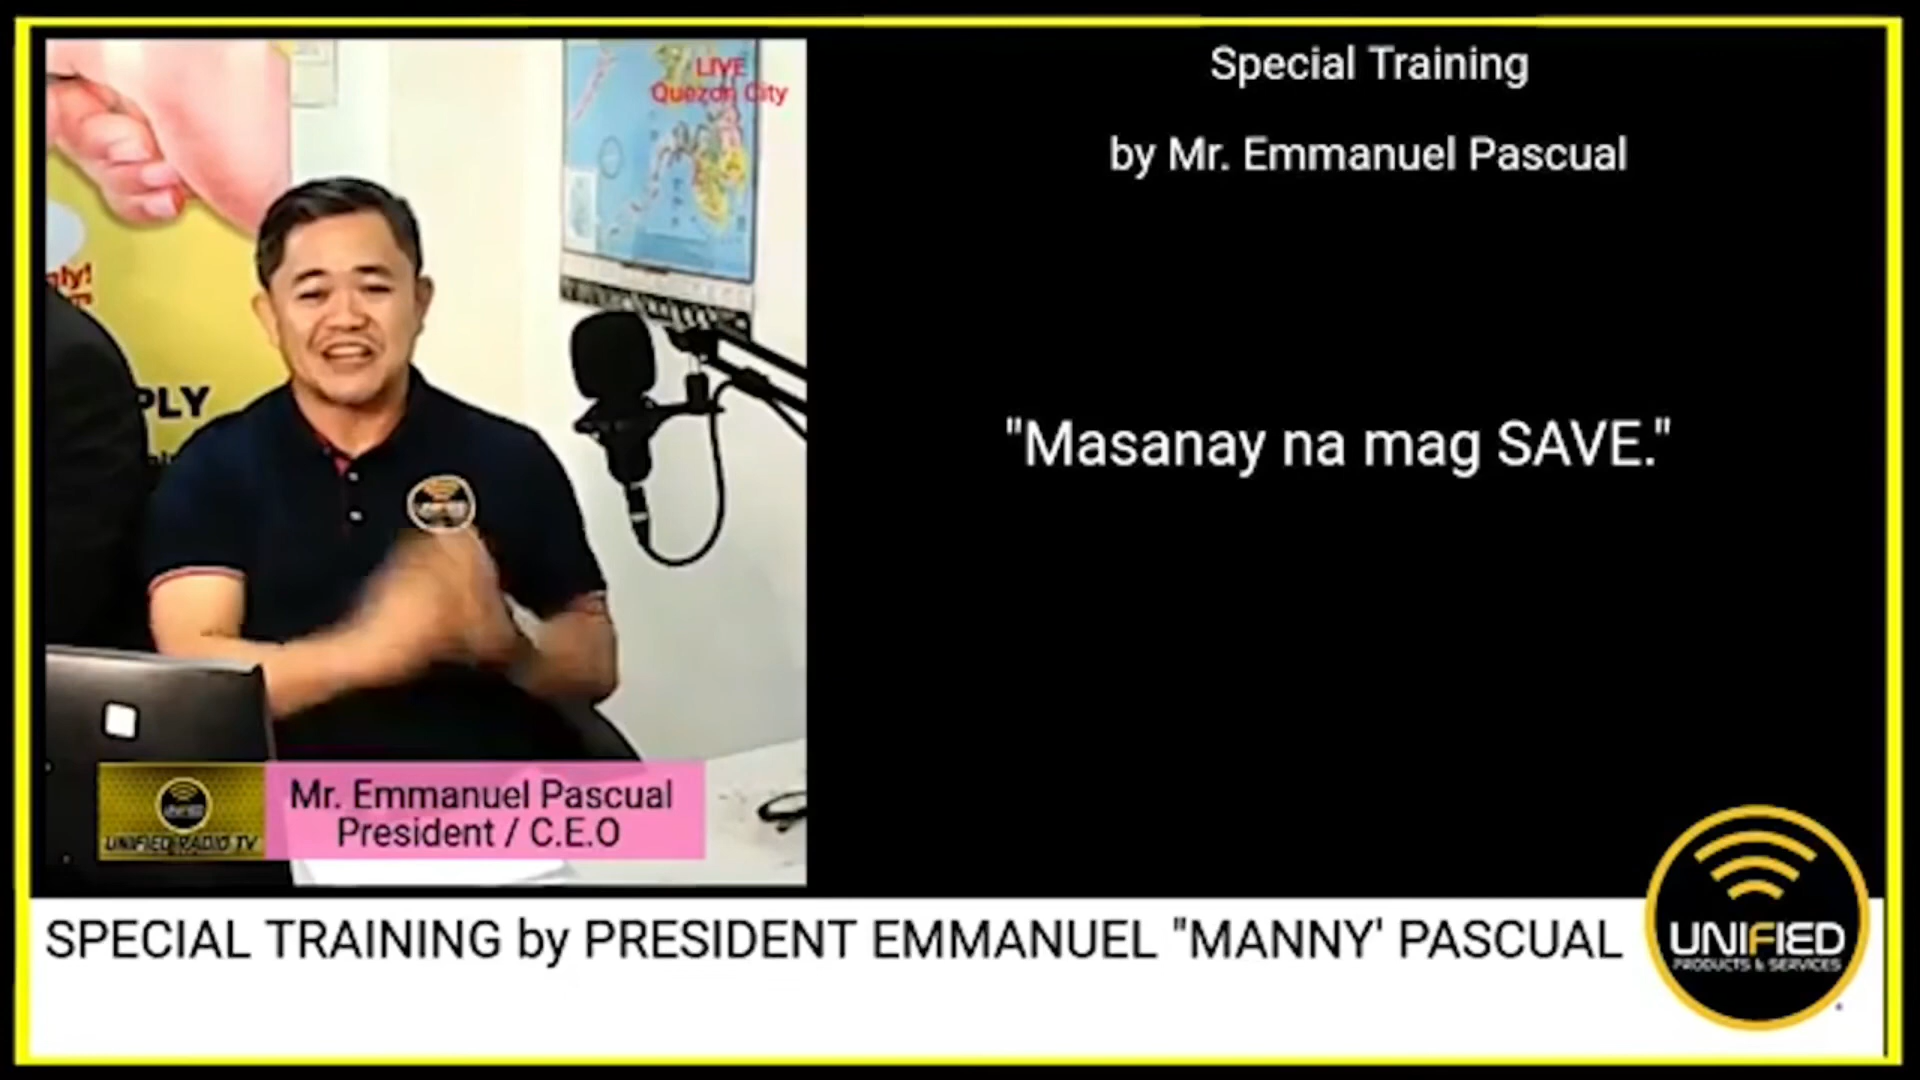 LIVE
Quezon City
Special Training
by Mr. Emmanuel Pascual
"Masanay na mag SAVE."
PLY
Mr. Emmanuel Pascual
President / C.E.O
UNIFIED RADIO TV
SPECIAL TRAINING by PRESIDENT EMMANUEL "MANNY' PASCUAL
UNIFIED
PRODUCTS & SERVICES